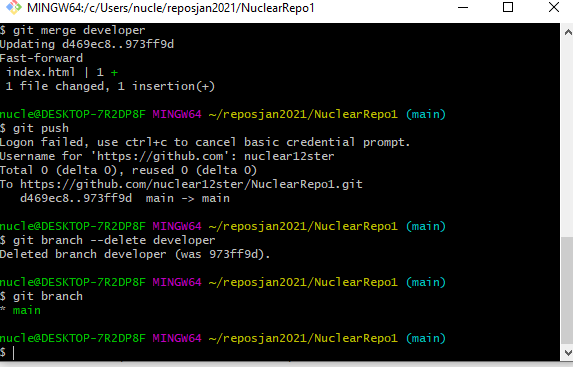 MINGW64:/c/Users/nucle/reposjan2021/NuclearRepo1
$ git merge developer
Updating d469ec8..973ff9d
Fast-forward
 index.html | 1 +
 1 file changed, 1 insertion(+)
nucle@DESKTOP-7R2DP8F MINGW64 ~/reposjan2021/NuclearRepo1 (main)
$ git push
Logon failed, use ctrl+c to cancel basic credential prompt.
Username for 'https://github.com': nuclear12ster
Total 0 (delta 0), reused 0 (delta 0)
To https://github.com/nuclear12ster/NuclearRepo1.git
   d469ec8..973ff9d  main -> main
nucle@DESKTOP-7R2DP8F MINGW64 ~/reposjan2021/NuclearRepo1 (main)
$ git branch --delete developer
Deleted branch developer (was 973ff9d).
nucle@DESKTOP-7R2DP8F MINGW64 ~/reposjan2021/NuclearRepo1 (main)
$ git branch
* main
nucle@DESKTOP-7R2DP8F MINGW64 ~/reposjan2021/NuclearRepo1 (main)
$